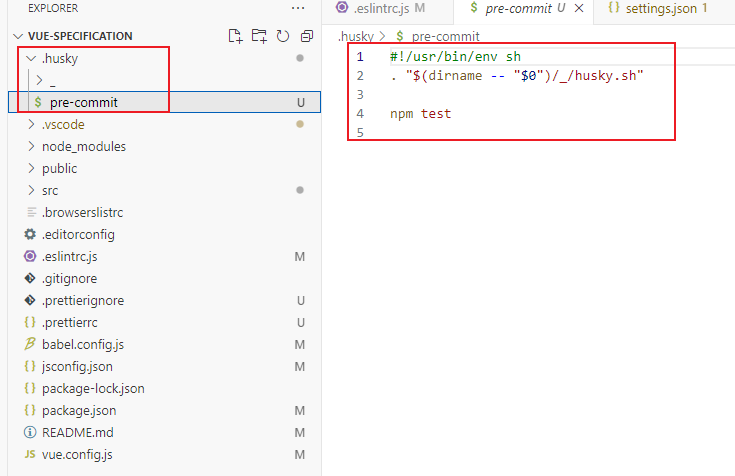 EXPLORER ...
VUE-SPECIFICATION
.husky
_
$ pre-commit U
.vscode
node_modules
public
src
.browserslistrc
.editorconfig
.eslintrc.js M
.gitignore
.prettierignore U
{ } .prettierrc U
babel.config.js M
{ } jsconfig.json M
package-lock.json
{ } package.json M
README.md M
JS vue.config.js M
.eslintrc.js M
$ pre-commit U ×
{ } settings.json 1
.husky > $ pre-commit
1 #!/usr/bin/env sh
2 . "$(dirname -- "$0")/_/husky.sh"
3
4 npm test
5